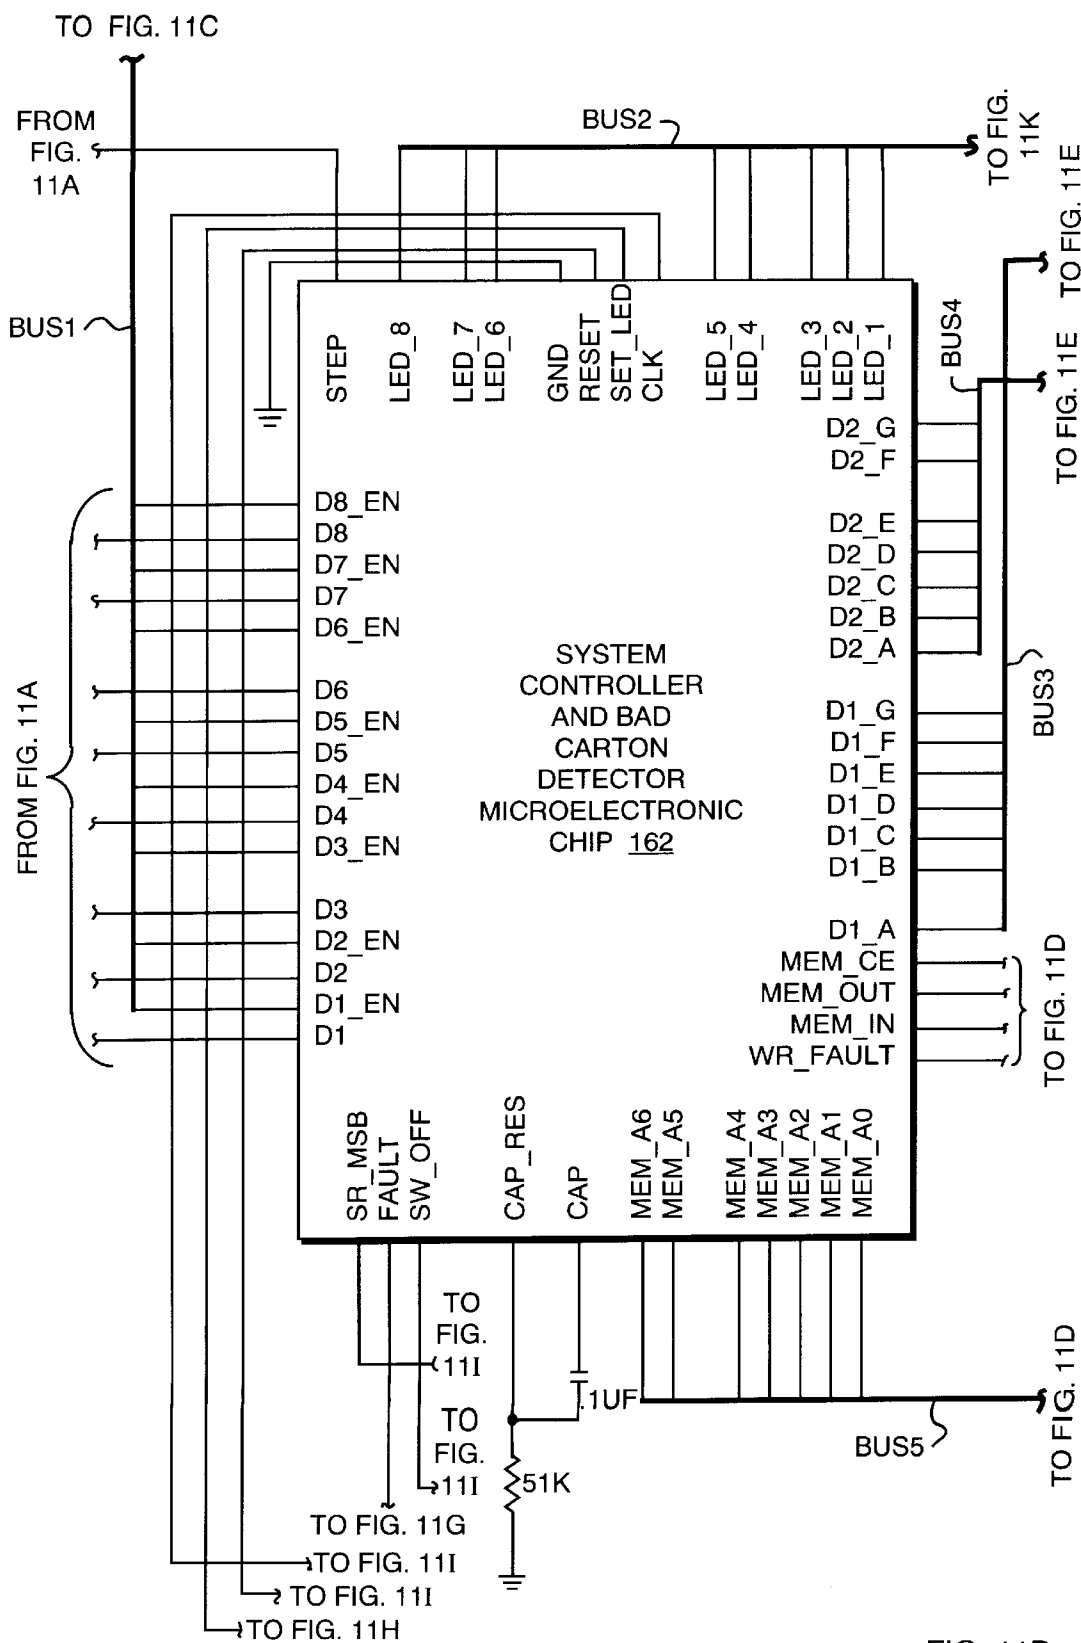 TO FIG. 11C
FROM
FIG.
11A
BUS2
TO FIG.
11K
TO FIG. 11E
BUS1
BUS4
TO FIG. 11E
STEP
LED_8
LED_7
LED_6
GND
RESET
SET_LED
CLK
LED_5
LED_4
LED_3
LED_2
LED_1
D2_G
D2_F
D2_E
D2_D
D2_C
D2_B
D2_A
BUS3
D1_G
D1_F
D1_E
D1_D
D1_C
D1_B
D1_A
MEM_CE
MEM_OUT
MEM_IN
WR_FAULT
TO FIG. 11D
FROM FIG. 11A
D8_EN
D8
D7_EN
D7
D6_EN
D6
D5_EN
D5
D4_EN
D4
D3_EN
D3
D2_EN
D2
D1_EN
D1
SYSTEM
CONTROLLER
AND BAD
CARTON
DETECTOR
MICROELECTRONIC
CHIP 162
SR_MSB
FAULT
SW_OFF
CAP_RES
CAP
MEM_A6
MEM_A5
MEM_A4
MEM_A3
MEM_A2
MEM_A1
MEM_A0
TO
FIG.
11I
.1UF
TO
FIG.
11I
51K
BUS5
TO FIG. 11D
TO FIG. 11G
TO FIG. 11I
TO FIG. 11I
TO FIG. 11H